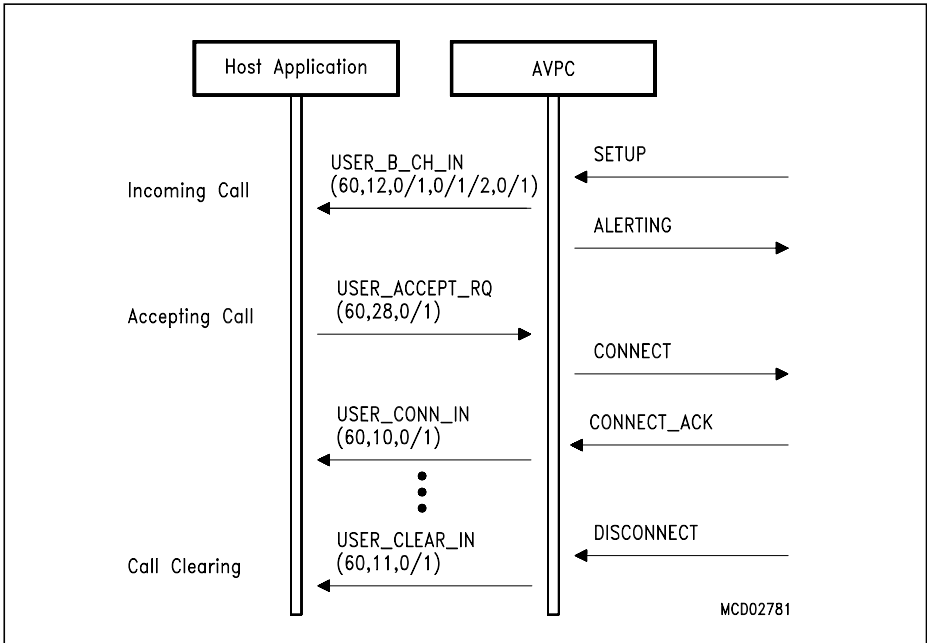 Host Application
AVPC
SETUP
USER_B_CH_IN
(60,12,0/1,0/1/2,0/1)
Incoming Call
ALERTING
USER_ACCEPT_RQ
(60,28,0/1)
Accepting Call
CONNECT
USER_CONN_IN
(60,10,0/1)
CONNECT_ACK
USER_CLEAR_IN
(60,11,0/1)
DISCONNECT
Call Clearing
MCD02781